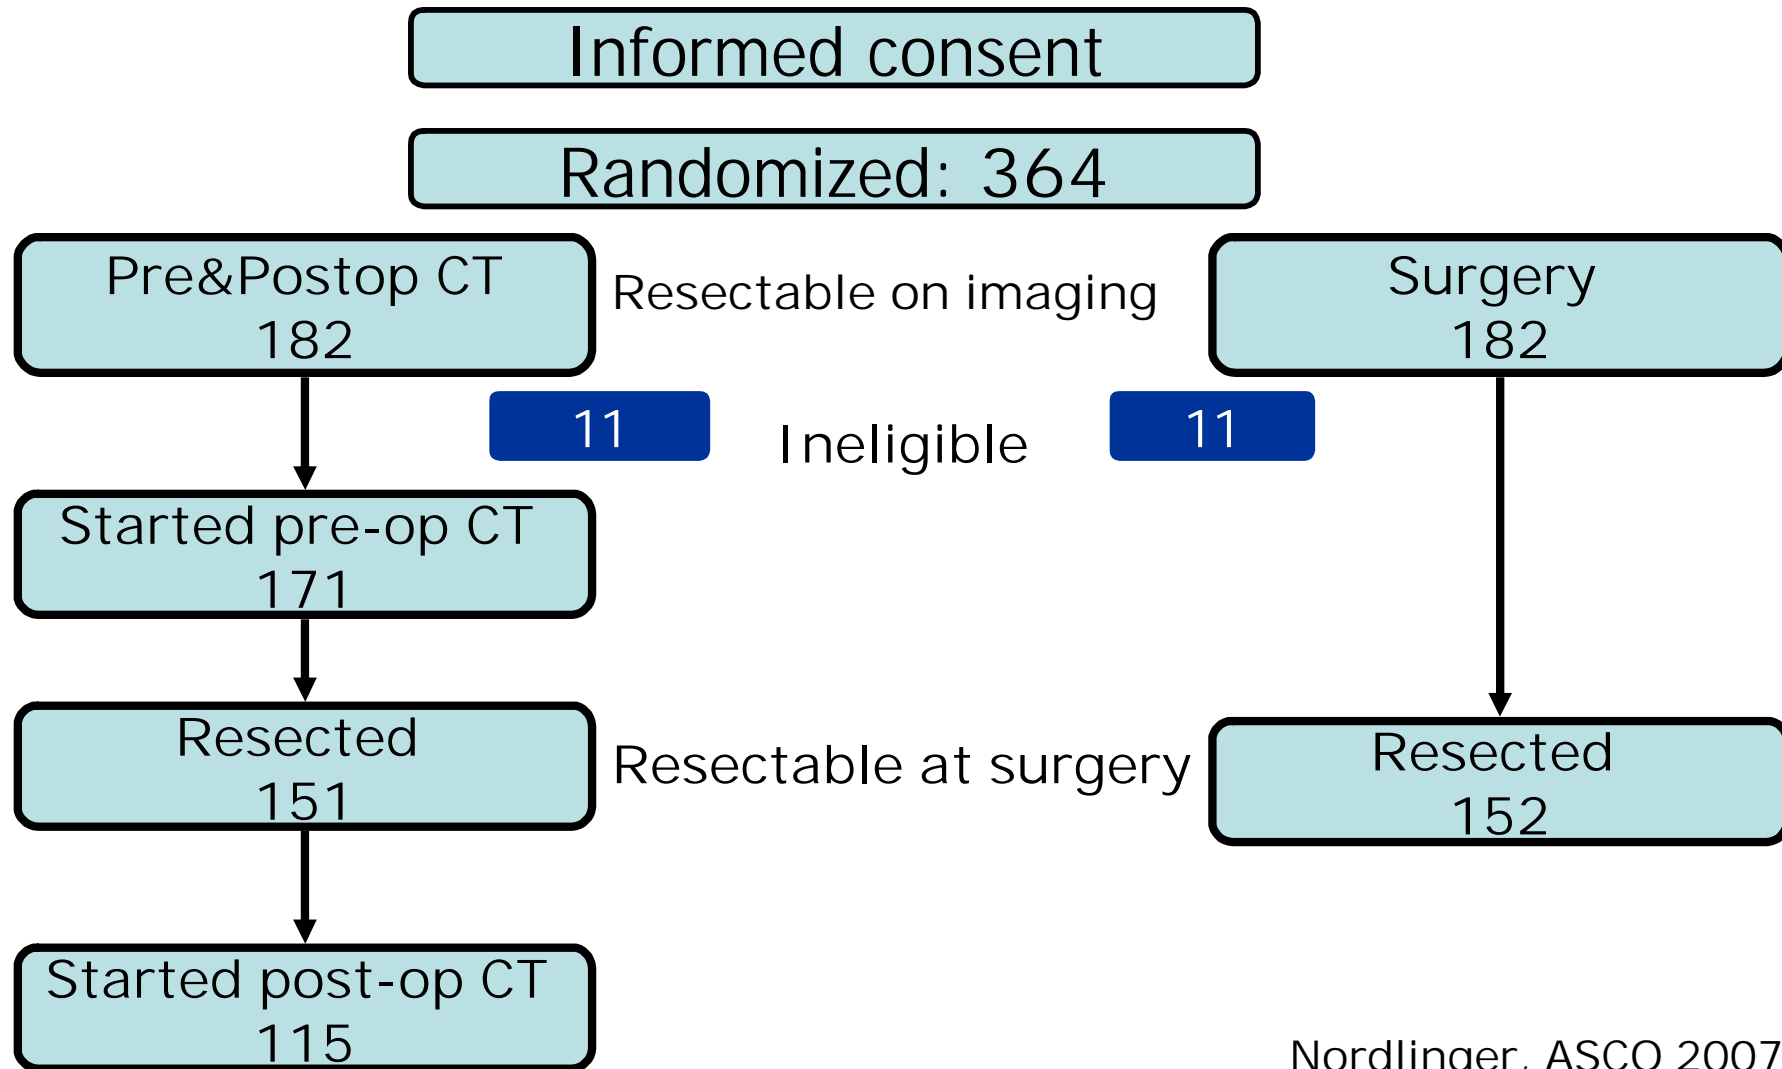 Informed consent
Randomized: 364
Pre&Postop CT
182
Resectable on imaging
Surgery
182
11
Ineligible
11
Started pre-op CT
171
Resected
151
Resectable at surgery
Resected
152
Started post-op CT
115
Nordlinger, ASCO 2007